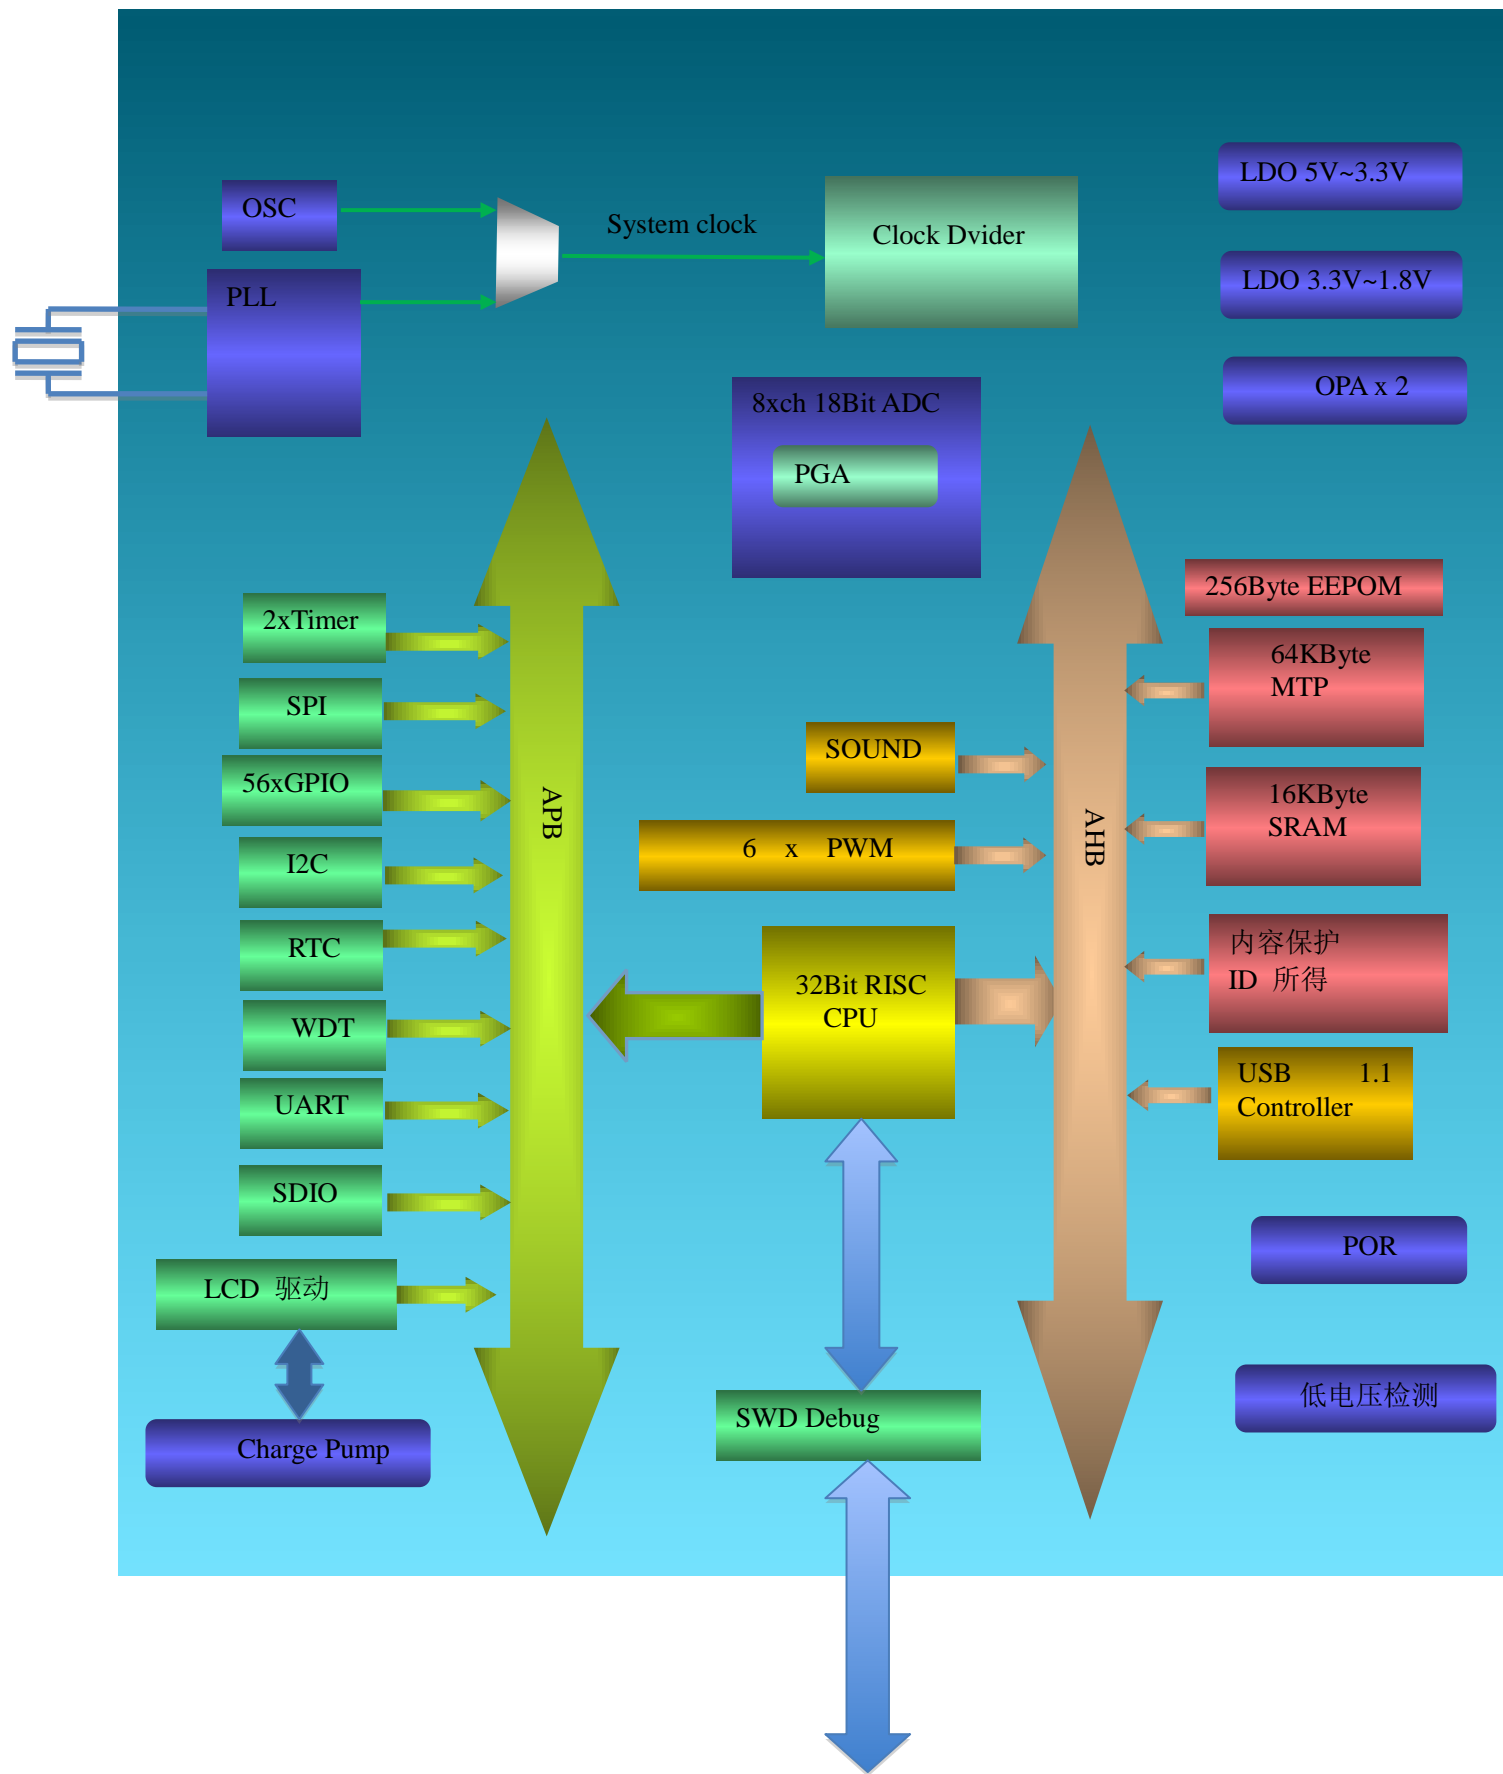 LDO 5V~3.3V
OSC
System clock
Clock Dvider
LDO 3.3V~1.8V
PLL
OPA x 2
8xch 18Bit ADC
PGA
256Byte EEPOM
2xTimer
64KByte
MTP
SPI
SOUND
56xGPIO
16KByte
SRAM
APB
AHB
6 x PWM
I2C
RTC
内容保护
ID 所得
32Bit RISC
CPU
WDT
USB 1.1
Controller
UART
SDIO
POR
LCD 驱动
低电压检测
SWD Debug
Charge Pump